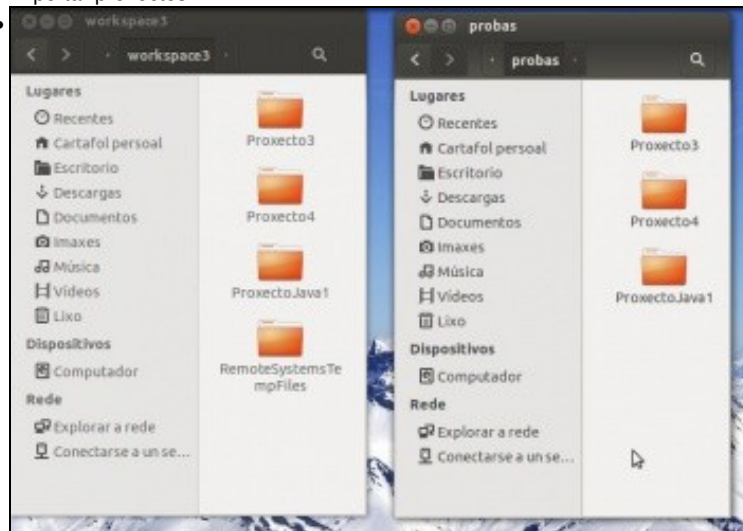 workspace3
workspace3
Lugares
Recentes
Cartafol persoal
Escritorio
Descargas
Documentos
Imaxes
Música
Vídeos
Lixo
Dispositivos
Computador
Rede
Explorar a rede
Conectarse a un se...
Proxecto3
Proxecto4
ProxectoJava1
RemoteSystemsTe
mpFiles
probas
probas
Lugares
Recentes
Cartafol persoal
Escritorio
Descargas
Documentos
Imaxes
Música
Vídeos
Lixo
Dispositivos
Computador
Rede
Explorar a rede
Conectarse a un se...
Proxecto3
Proxecto4
ProxectoJava1